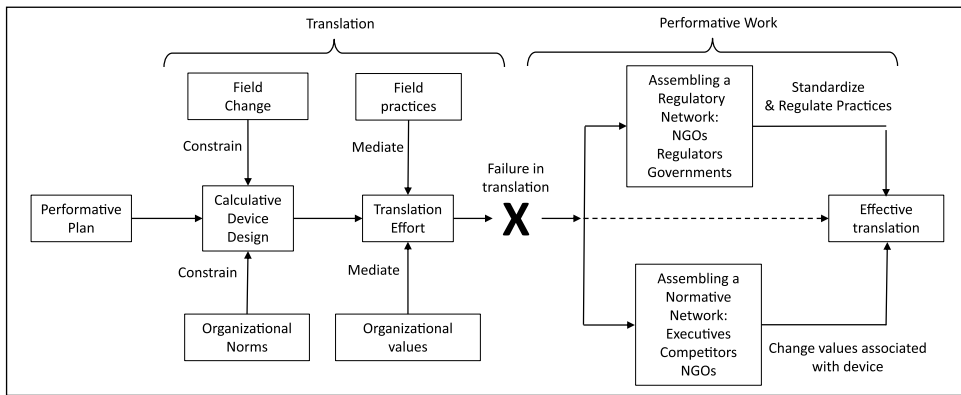 Translation
Performative Work
Field
Change
Field
practices
Assembling a
Regulatory
Network:
NGOs
Regulators
Governments
Standardize
& Regulate Practices
Constrain
Mediate
Failure in
translation
X
Performative
Plan
Calculative
Device
Design
Translation
Effort
Effective
translation
Constrain
Mediate
Organizational
Norms
Organizational
values
Assembling a
Normative
Network:
Executives
Competitors
NGOs
Change values associated
with device